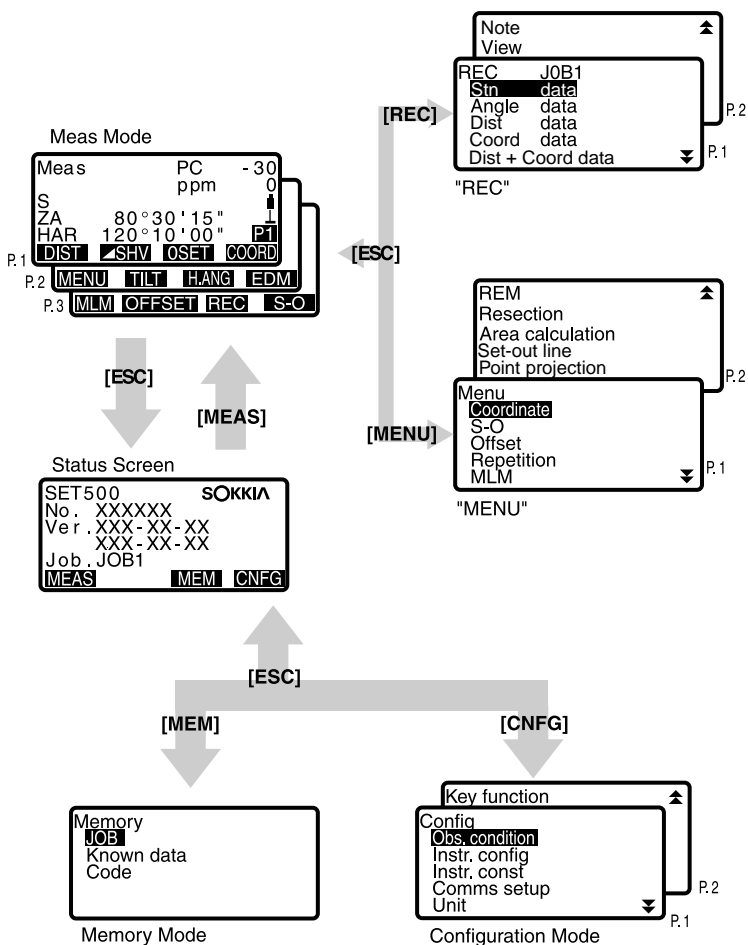 Meas Mode
Meas PC -30
ppm 0
S
ZA 80°30'15"
HAR 120°10'00" P1
DIST ⊿SHV 0SET COORD
P.1
MENU TILT H.ANG EDM
P.2
MLM OFFSET REC S-O
P.3
[REC]
Note
View
P.2
REC J0B1
Stn data
Angle data
Dist data
Coord data
Dist + Coord data
P.1
"REC"
[ESC]
[MENU]
REM
Resection
Area calculation
Set-out line
Point projection
P.2
Menu
Coordinate
S-O
Offset
Repetition
MLM
P.1
"MENU"
[ESC]
[MEAS]
Status Screen
SET500 SOKKIA
No. XXXXXX
Ver. XXX-XX-XX
XXX-XX-XX
Job. JOB1
MEAS MEM CNFG
[ESC]
[MEM]
[CNFG]
Memory
JOB
Known data
Code
Memory Mode
Key function
P.2
Config
Obs. condition
Instr. config
Instr. const
Comms setup
Unit
P.1
Configuration Mode